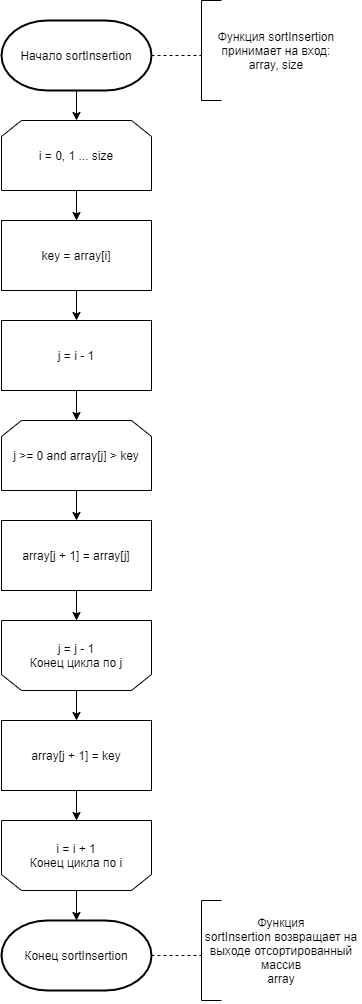 Начало sortInsertion
Функция sortInsertion
принимает на вход:
array, size
i = 0, 1 ... size
key = array[i]
j = i - 1
j >= 0 and array[j] > key
array[j + 1] = array[j]
j = j - 1
Конец цикла по j
array[j + 1] = key
i = i + 1
Конец цикла по i
Конец sortInsertion
Функция
sortInsertion возвращает на
выходе отсортированный
массив
array